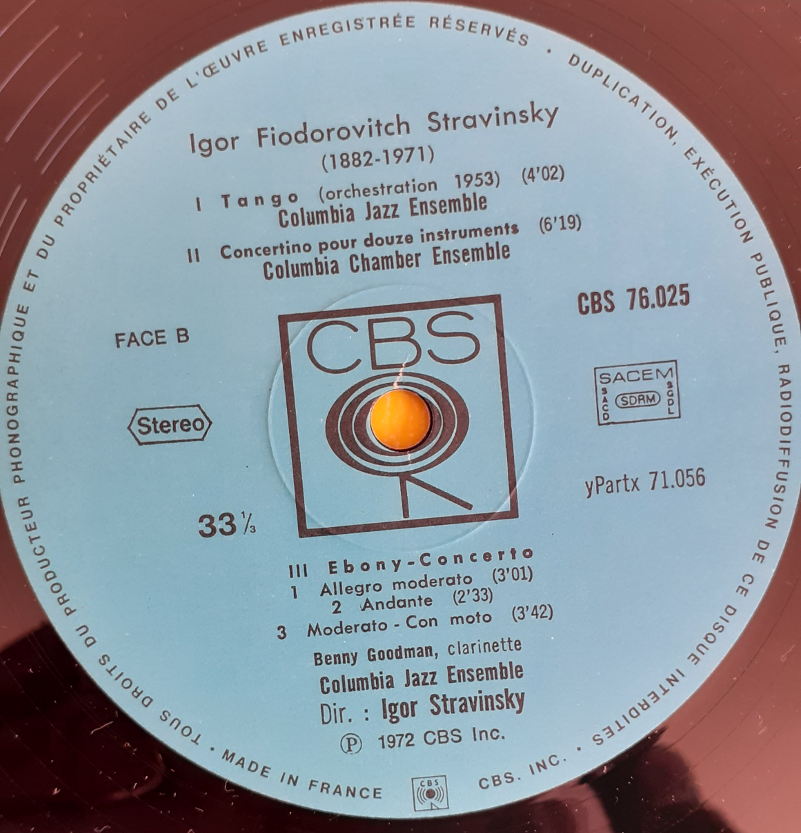 TOUS DROITS DU PRODUCTEUR PHONOGRAPHIQUE ET DU PROPRIÉTAIRE DE L'ŒUVRE ENREGISTRÉE RÉSERVÉS • DUPLICATION, EXÉCUTION PUBLIQUE, RADIODIFFUSION DE CE DISQUE INTERDITES •
Igor Fiodorovitch Stravinsky
(1882-1971)
I Tango (orchestration 1953) (4'02)
Columbia Jazz Ensemble
II Concertino pour douze instruments (6'19)
Columbia Chamber Ensemble
FACE B
CBS
CBS 76.025
Stereo
SACEM
SACD
SDRM
SGDL
33 1/3
yPartx 71.056
III Ebony-Concerto
1 Allegro moderato (3'01)
2 Andante (2'33)
3 Moderato - Con moto (3'42)
Benny Goodman, clarinette
Columbia Jazz Ensemble
Dir. : Igor Stravinsky
Ⓟ 1972 CBS Inc.
• MADE IN FRANCE
CBS
CBS. INC. •